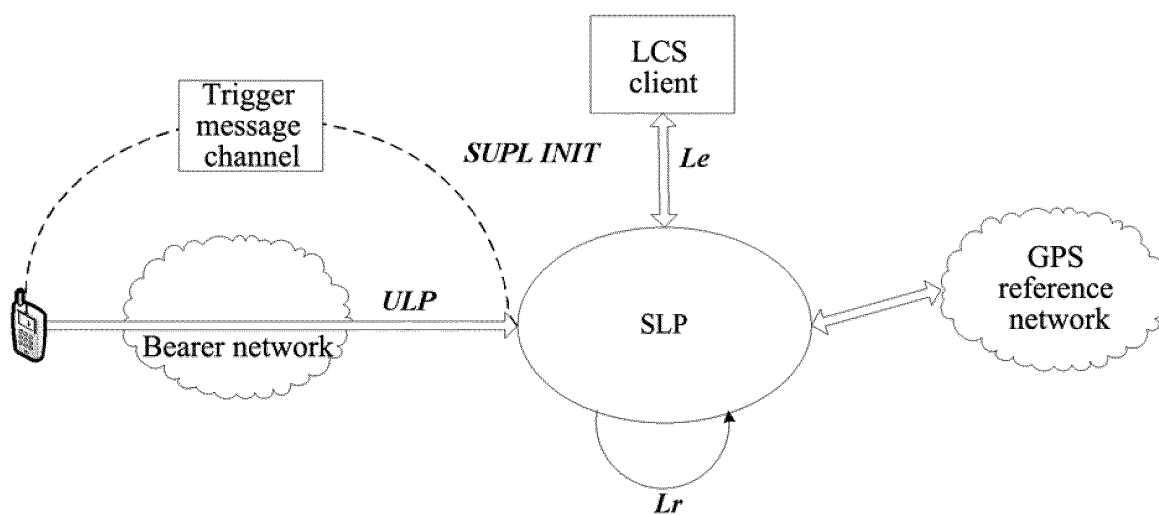 LCS
client
Trigger
message
channel
SUPL INIT
Le
GPS
reference
network
ULP
SLP
Bearer network
Lr